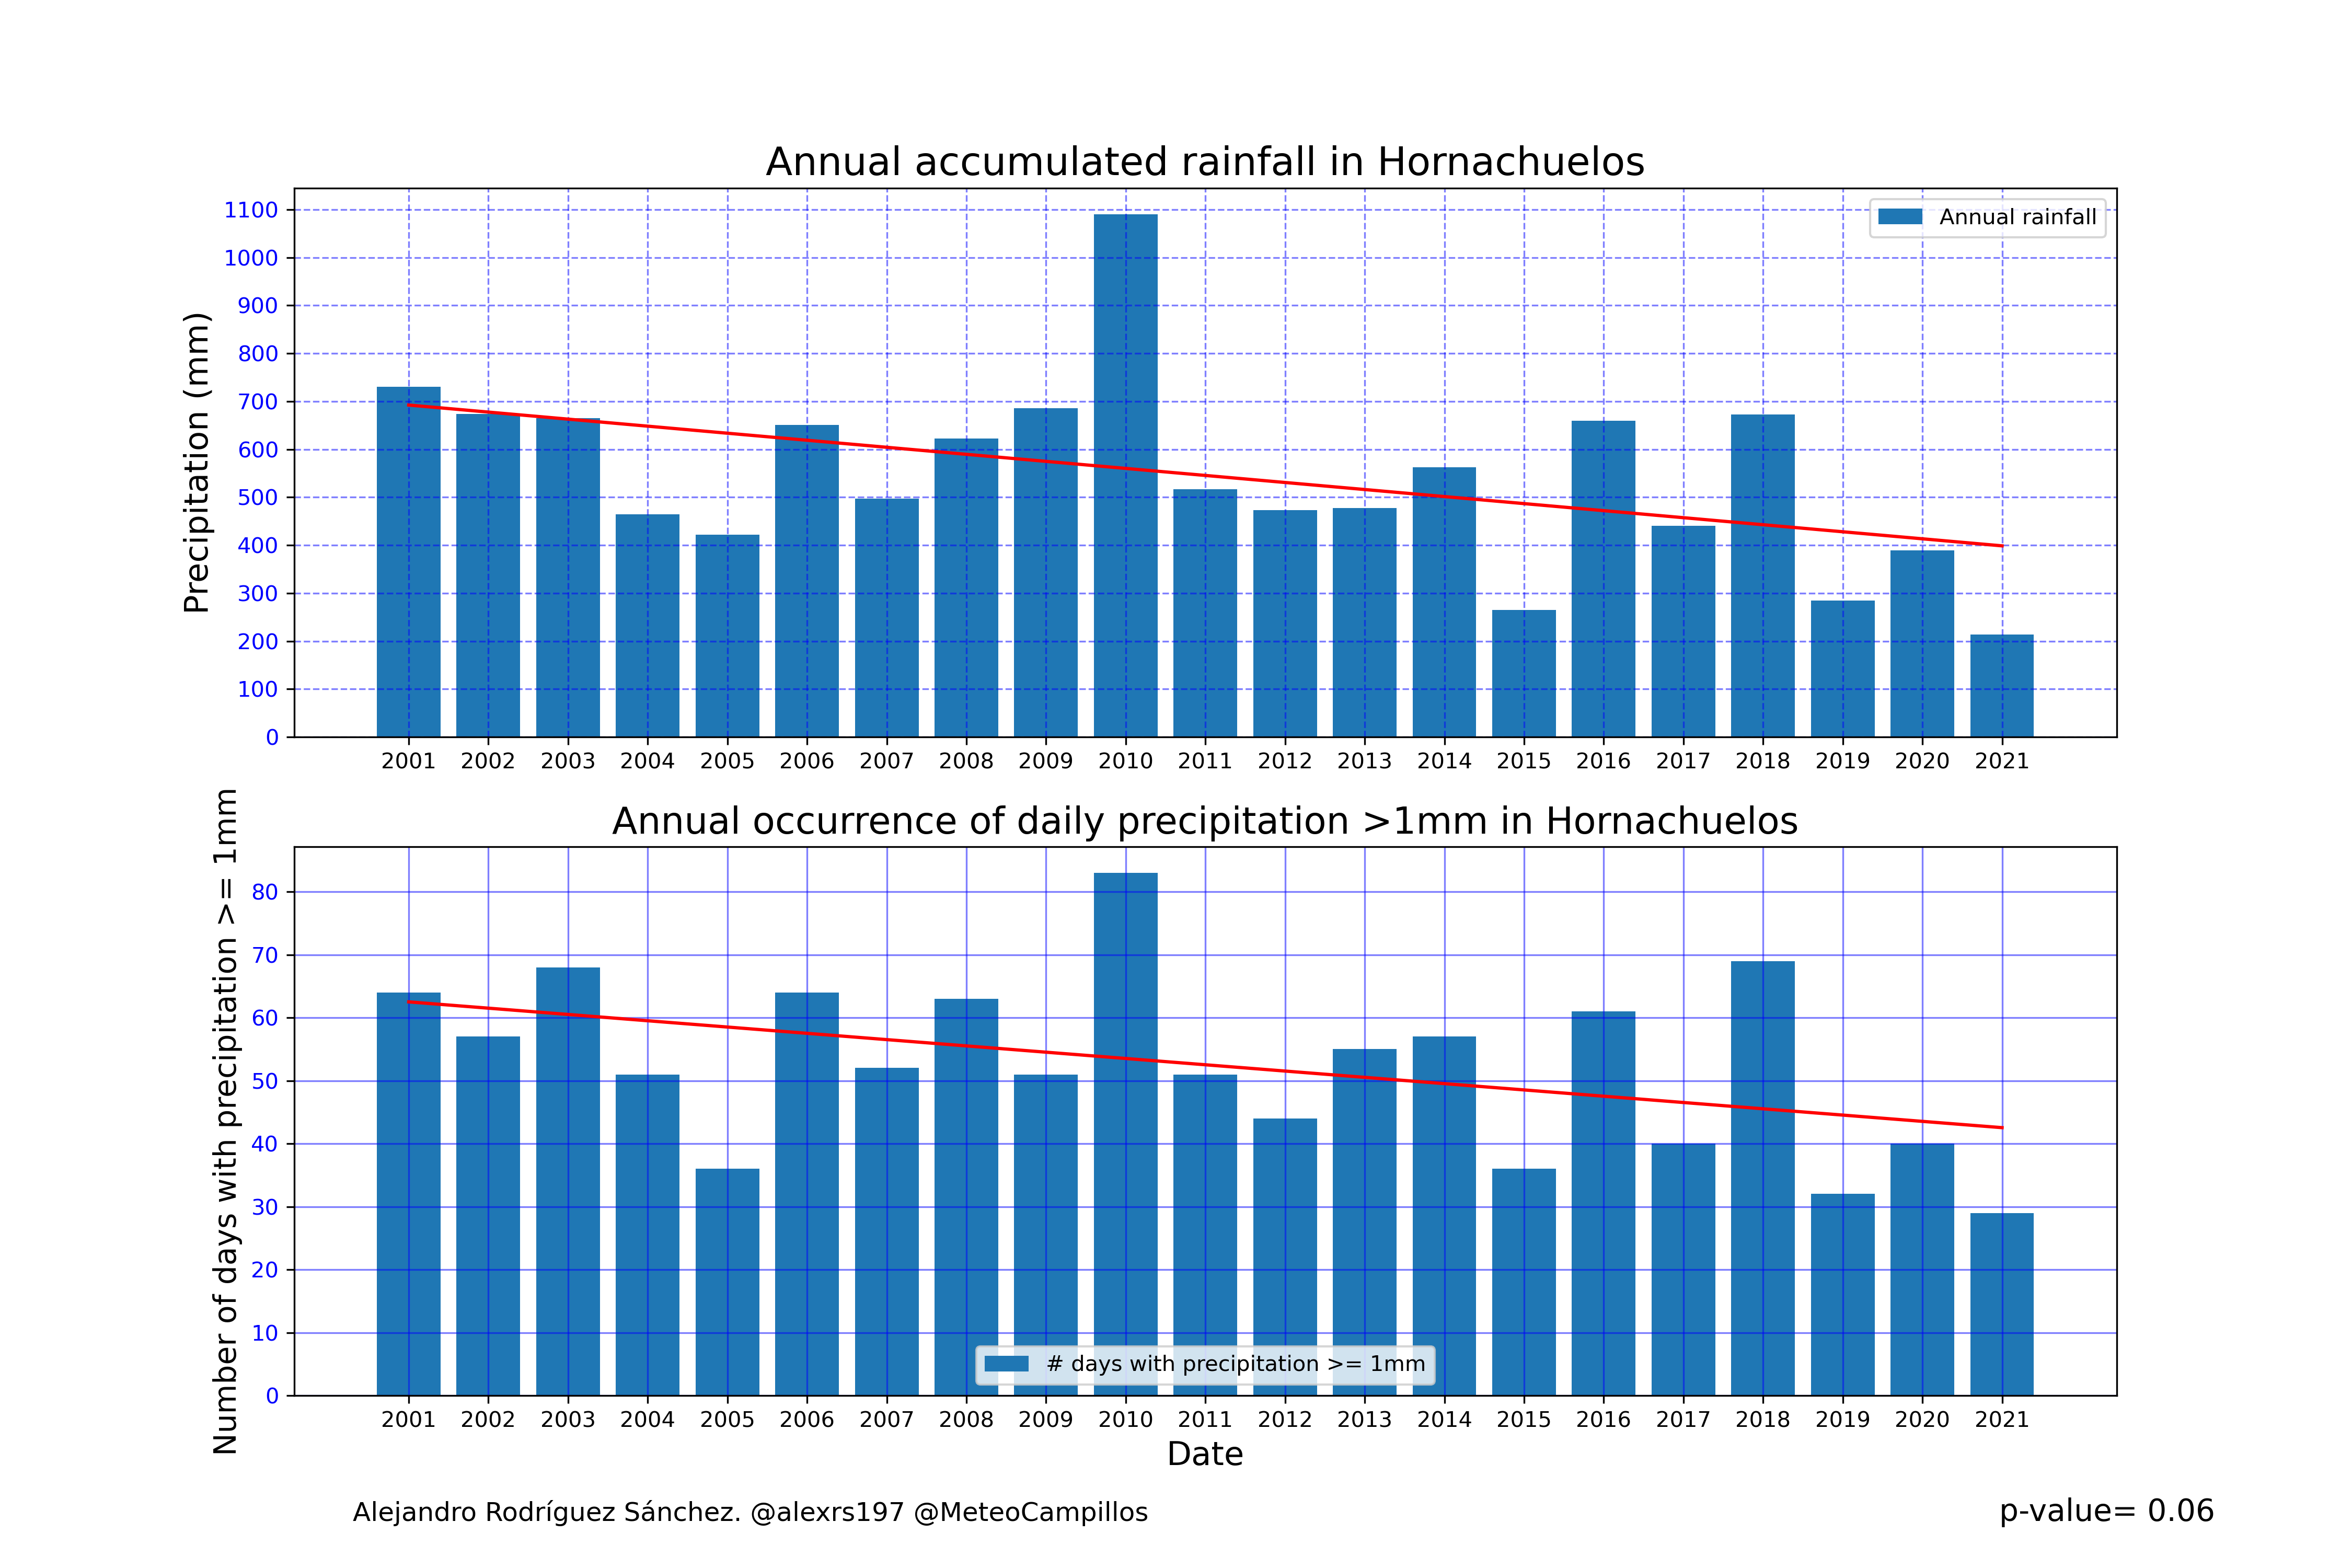 Annual accumulated rainfall in Hornachuelos
Precipitation (mm)
1100
1000
900
800
700
600
500
400
300
200
100
0
Annual rainfall
2001 2002 2003 2004 2005 2006 2007 2008 2009 2010 2011 2012 2013 2014 2015 2016 2017 2018 2019 2020 2021
Annual occurrence of daily precipitation >1mm in Hornachuelos
Number of days with precipitation >= 1mm
80
70
60
50
40
30
20
10
0
# days with precipitation >= 1mm
2001 2002 2003 2004 2005 2006 2007 2008 2009 2010 2011 2012 2013 2014 2015 2016 2017 2018 2019 2020 2021
Date
Alejandro Rodríguez Sánchez. @alexrs197 @MeteoCampillos
p-value= 0.06